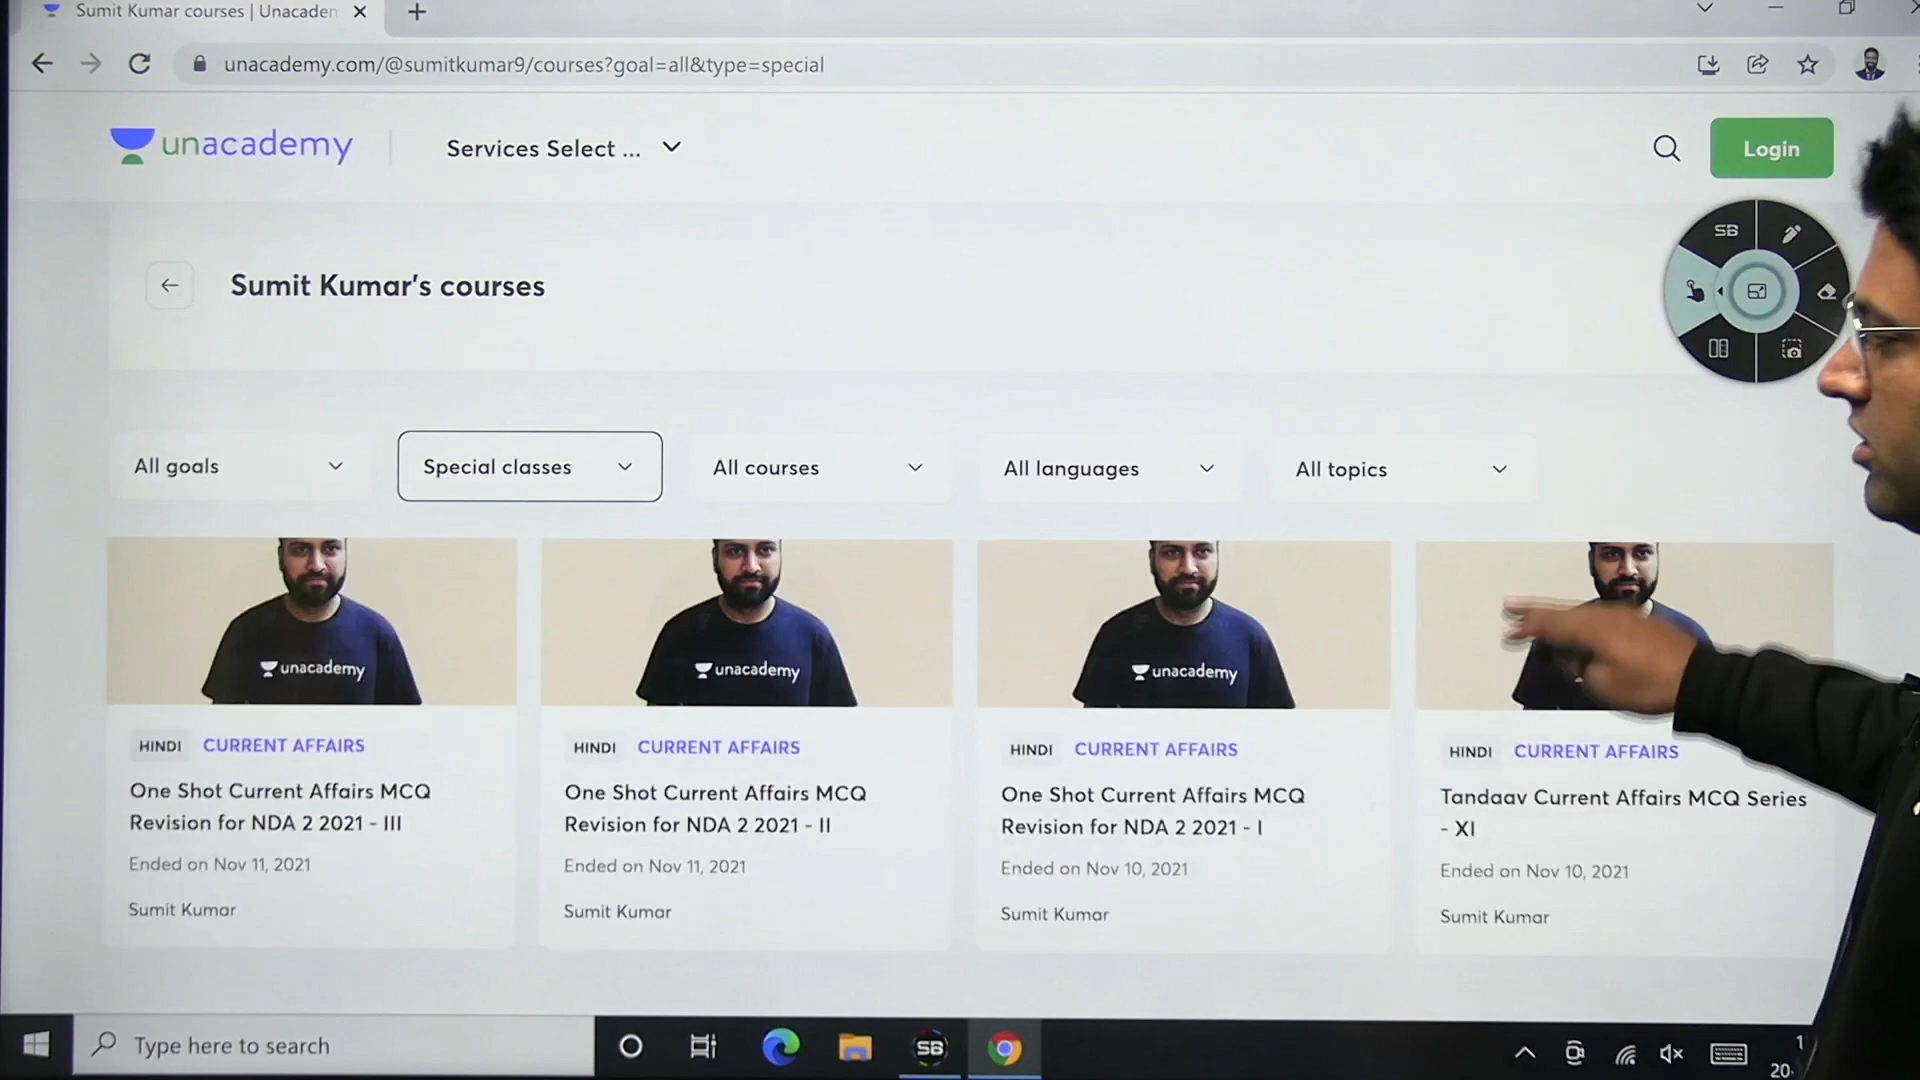 Sumit Kumar courses | Unacaden
unacademy.com/@sumitkumar9/courses?goal=all&type=special
unacademy
Services Select ...
Login
SB
Sumit Kumar's courses
All goals
Special classes
All courses
All languages
All topics
unacademy
unacademy
unacademy
HINDI CURRENT AFFAIRS
One Shot Current Affairs MCQ
Revision for NDA 2 2021 - III
Ended on Nov 11, 2021
Sumit Kumar
HINDI CURRENT AFFAIRS
One Shot Current Affairs MCQ
Revision for NDA 2 2021 - II
Ended on Nov 11, 2021
Sumit Kumar
HINDI CURRENT AFFAIRS
One Shot Current Affairs MCQ
Revision for NDA 2 2021 - I
Ended on Nov 10, 2021
Sumit Kumar
HINDI CURRENT AFFAIRS
Tandaav Current Affairs MCQ Series
- XI
Ended on Nov 10, 2021
Sumit Kumar
Type here to search
SB